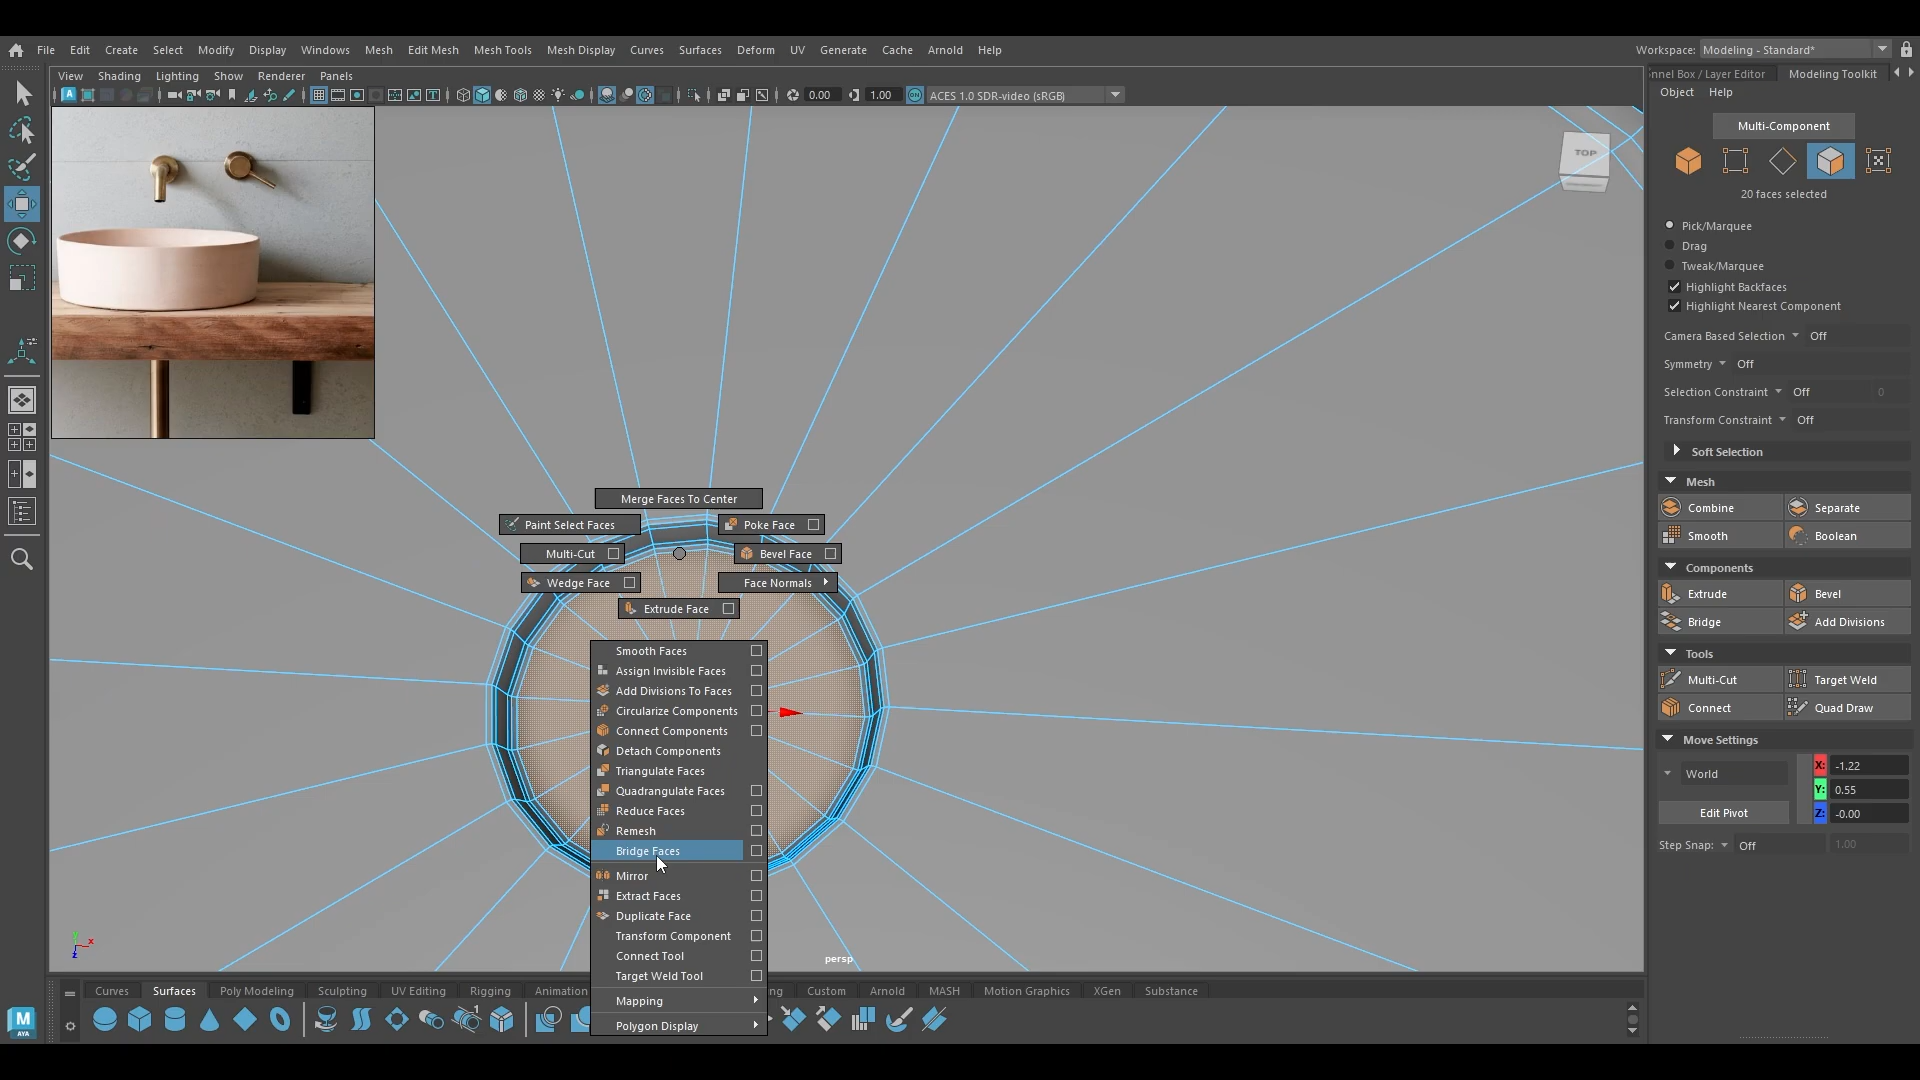 File Edit Create Select Modify Display Windows Mesh Edit Mesh Mesh Tools Mesh Display Curves Surfaces Deform UV Generate Cache Arnold Help
Workspace: Modeling - Standard*
View Shading Lighting Show Renderer Panels
nnel Box / Layer Editor Modeling Toolkit
0.00 1.00 ON ACES 1.0 SDR-video (sRGB)
Object Help
Multi-Component
TOP
20 faces selected
Pick/Marquee
Drag
Tweak/Marquee
Highlight Backfaces
Highlight Nearest Component
Camera Based Selection Off
Symmetry Off
Selection Constraint Off 0
Transform Constraint Off
Soft Selection
Mesh
Combine Separate
Smooth Boolean
Components
Extrude Bevel
Bridge Add Divisions
Tools
Multi-Cut Target Weld
Connect Quad Draw
Move Settings
World
X: -1.22
Y: 0.55
Edit Pivot
Z: -0.00
Step Snap: Off 1.00
Merge Faces To Center
Paint Select Faces Poke Face
Multi-Cut Bevel Face
Wedge Face Face Normals
Extrude Face
Smooth Faces
Assign Invisible Faces
Add Divisions To Faces
Circularize Components
Connect Components
Detach Components
Triangulate Faces
Quadrangulate Faces
Reduce Faces
Remesh
Bridge Faces
Mirror
Extract Faces
Duplicate Face
Transform Component
Connect Tool
Target Weld Tool
Mapping
Polygon Display
persp
x
z
Curves Surfaces Poly Modeling Sculpting UV Editing Rigging Animation ng Custom Arnold MASH Motion Graphics XGen Substance
M
AYA